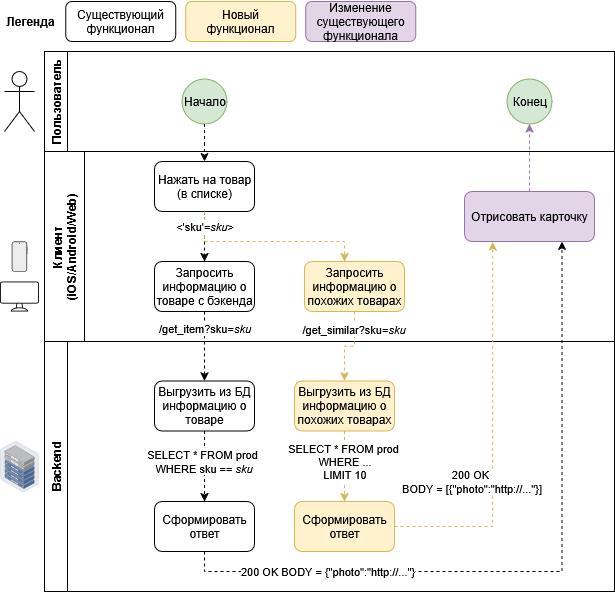 Легенда
Существующий
функционал
Новый
функционал
Изменение
существующего
функционала
Пользователь
Начало
Конец
Клиент
(IOS/Android/Web)
Нажать на товар
(в списке)
<'sku'=sku>
Отрисовать карточку
Запросить
информацию о
товаре с бэкенда
Запросить
информацию о
похожих товарах
/get_item?sku=sku
/get_similar?sku=sku
Backend
Выгрузить из БД
информацию о
товаре
Выгрузить из БД
информацию о
похожих товарах
SELECT * FROM prod
WHERE sku == sku
SELECT * FROM prod
WHERE ...
LIMIT 10
200 OK
BODY = [{"photo":"http://..."}]
Сформировать
ответ
Сформировать
ответ
200 OK BODY = {"photo":"http://..."}